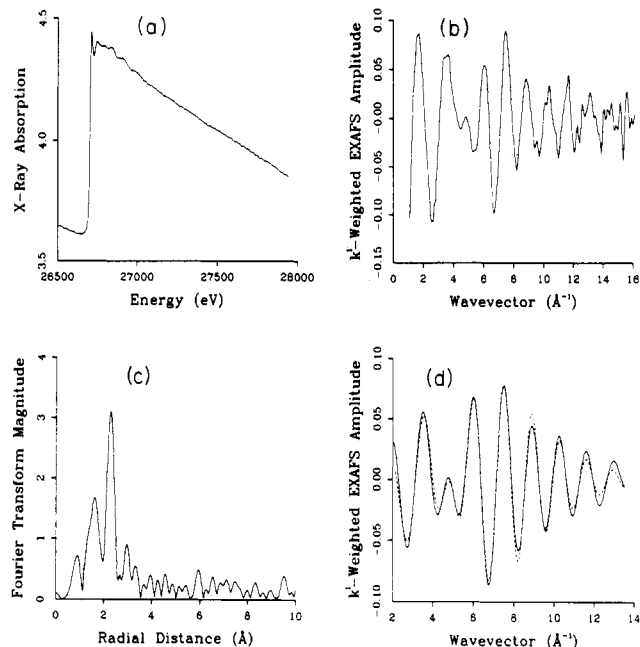 (a)
X-Ray Absorption
4.5
4.0
3.5
26500 27000 27500 28000
Energy (eV)
(b)
k¹-Weighted EXAFS Amplitude
0.10
0.05
-0.00
-0.05
-0.10
-0.15
0 2 4 6 8 10 12 14 16
Wavevector (Å⁻¹)
(c)
Fourier Transform Magnitude
4
3
2
1
0
0 2 4 6 8 10
Radial Distance (Å)
(d)
k¹-Weighted EXAFS Amplitude
0.10
0.05
-0.00
-0.05
-0.10
2 4 6 8 10 12 14
Wavevector (Å⁻¹)